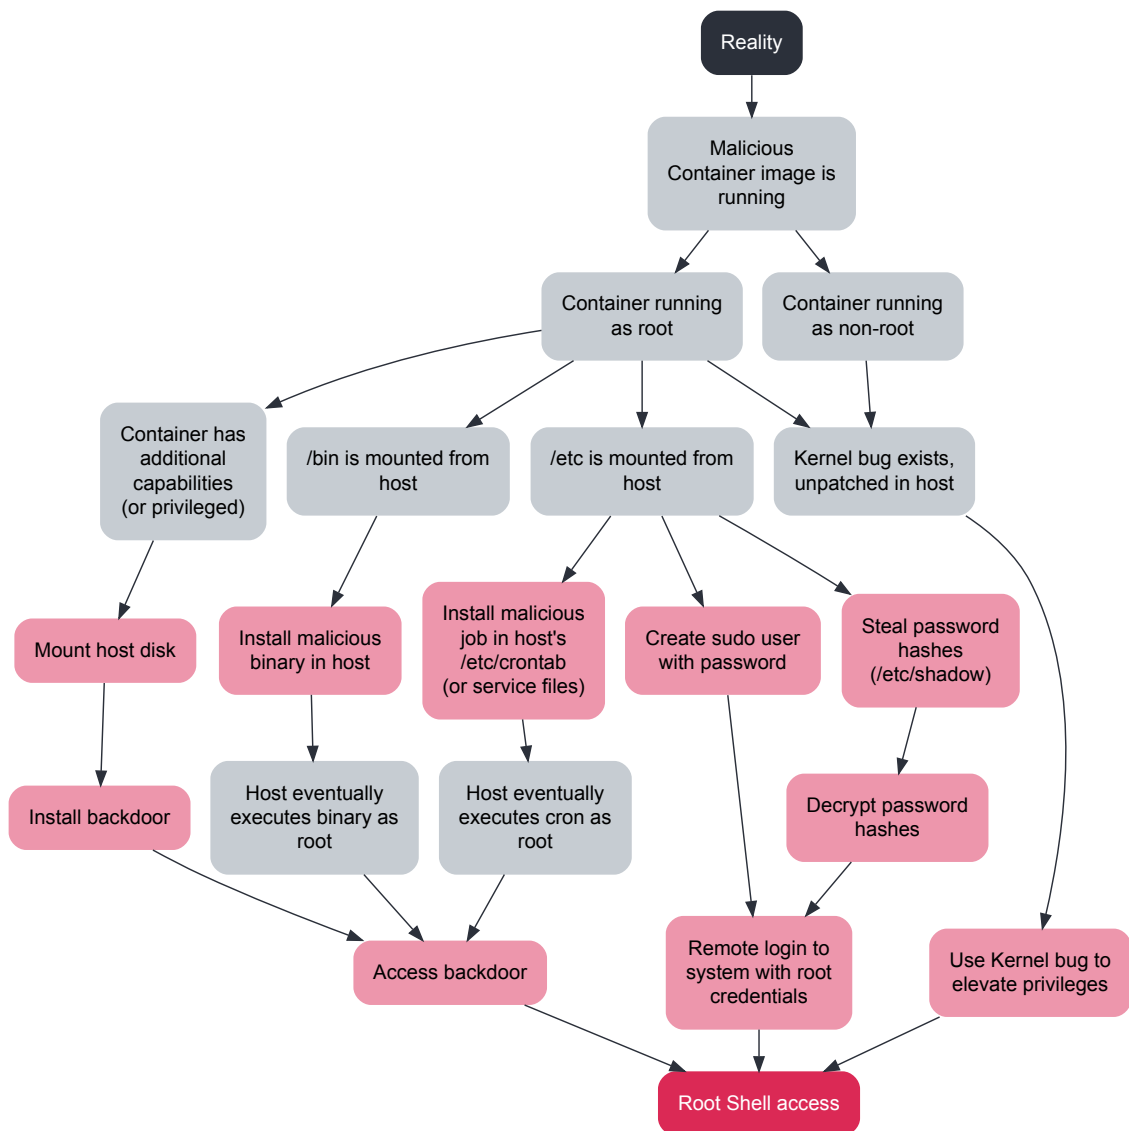 Reality
Malicious
Container image is
running
Container running
as root
Container running
as non-root
Container has
additional
capabilities
(or privileged)
/bin is mounted from
host
/etc is mounted from
host
Kernel bug exists,
unpatched in host
Mount host disk
Install malicious
binary in host
Install malicious
job in host's
/etc/crontab
(or service files)
Create sudo user
with password
Steal password
hashes
(/etc/shadow)
Install backdoor
Host eventually
executes binary as
root
Host eventually
executes cron as
root
Decrypt password
hashes
Access backdoor
Remote login to
system with root
credentials
Use Kernel bug to
elevate privileges
Root Shell access